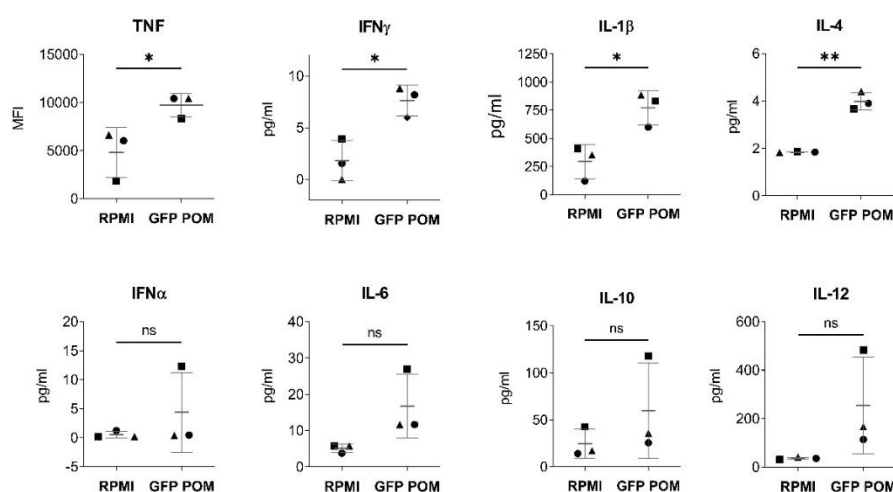 TNF
IFNγ
IL-1β
IL-4
15000
10000
5000
0
MFI
*
RPMI
GFP POM
10
5
0
pg/ml
*
RPMI
GFP POM
1250
1000
750
500
250
0
pg/ml
*
RPMI
GFP POM
6
4
2
0
pg/ml
**
RPMI
GFP POM
IFNα
IL-6
IL-10
IL-12
20
15
10
5
0
-5
pg/ml
ns
RPMI
GFP POM
40
30
20
10
0
pg/ml
ns
RPMI
GFP POM
150
100
50
0
pg/ml
ns
RPMI
GFP POM
600
400
200
0
pg/ml
ns
RPMI
GFP POM